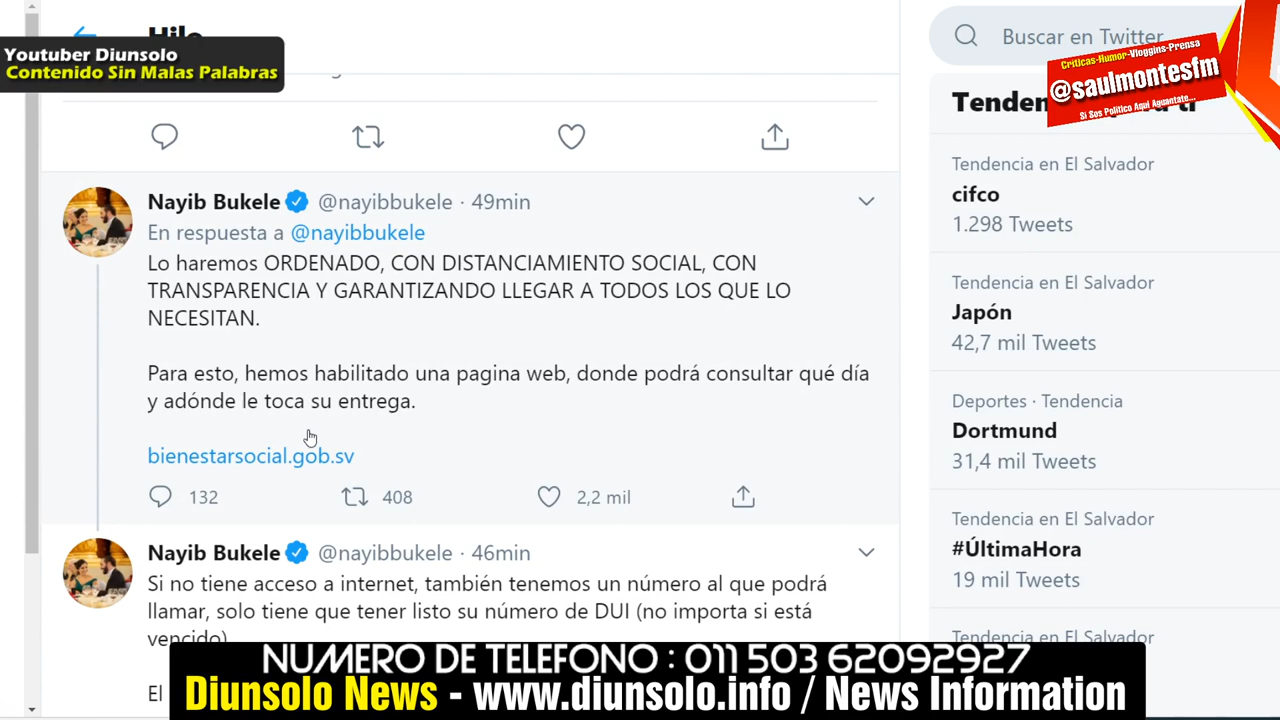 Hilo
Youtuber Diunsolo
Contenido Sin Malas Palabras
Buscar en Twitter
Críticas-Humor-Vloggins-Prensa
@saulmontesfm
Si Sos Político Aquí Aguantate...
Nayib Bukele @nayibbukele · 49min
En respuesta a @nayibbukele
Lo haremos ORDENADO, CON DISTANCIAMIENTO SOCIAL, CON
TRANSPARENCIA Y GARANTIZANDO LLEGAR A TODOS LOS QUE LO
NECESITAN.
Para esto, hemos habilitado una pagina web, donde podrá consultar qué día
y adónde le toca su entrega.
bienestarsocial.gob.sv
132 408 2,2 mil
Nayib Bukele @nayibbukele · 46min
Si no tiene acceso a internet, también tenemos un número al que podrá
llamar, solo tiene que tener listo su número de DUI (no importa si está
vencido)
El
Tendencia en El Salvador
cifco
1.298 Tweets
Tendencia en El Salvador
Japón
42,7 mil Tweets
Deportes · Tendencia
Dortmund
31,4 mil Tweets
Tendencia en El Salvador
#ÚltimaHora
19 mil Tweets
Tendencia en El Salvador
NUMERO DE TELEFONO : 011 503 62092927
Diunsolo News - www.diunsolo.info / News Information